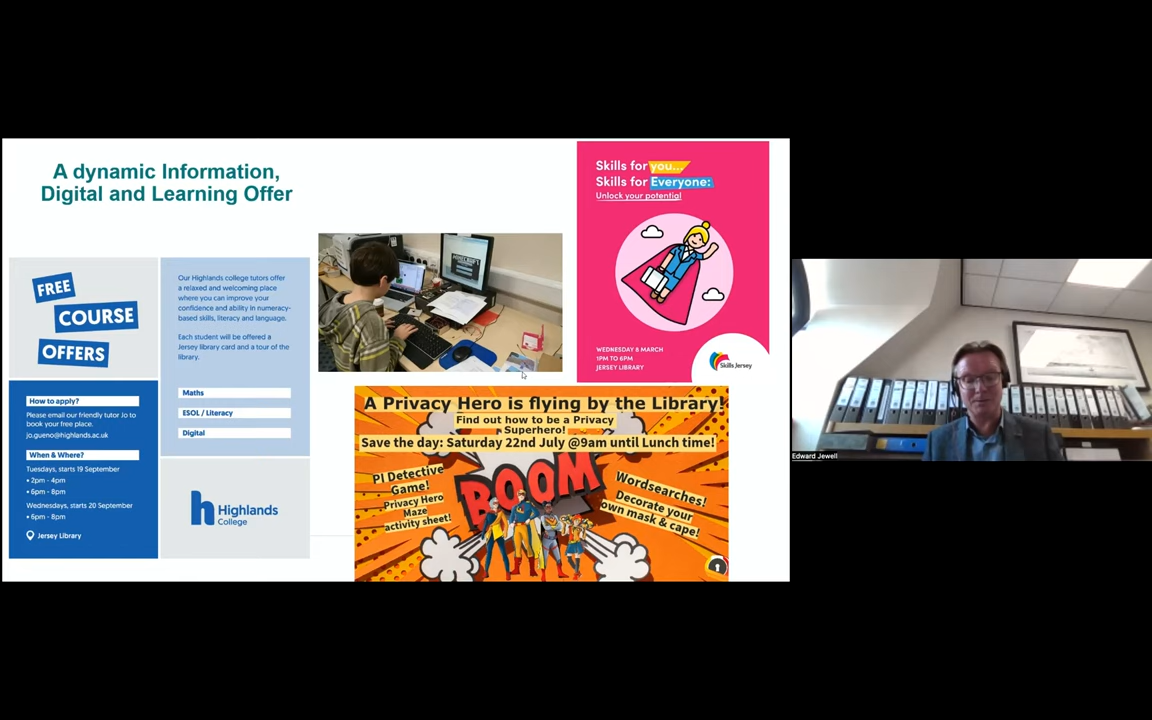 A dynamic Information,
Digital and Learning Offer
FREE
COURSE
OFFERS
Our Highlands college tutors offer
a relaxed and welcoming place
where you can improve your
confidence and ability in numeracy-
based skills, literacy and language.
Each student will be offered a
Jersey library card and a tour of the
library.
Maths
ESOL / Literacy
Digital
How to apply?
Please email our friendly tutor Jo to
book your free place.
jo.gueno@highlands.ac.uk
When & Where?
Tuesdays, starts 19 September
• 2pm - 4pm
• 6pm - 8pm
Wednesdays, starts 20 September
• 6pm - 8pm
Jersey Library
Highlands
College
MINECRAFT
Skills for you...
Skills for Everyone:
Unlock your potential
WEDNESDAY 8 MARCH
1PM TO 6PM
JERSEY LIBRARY
Skills Jersey
A Privacy Hero is flying by the Library!
Find out how to be a Privacy
Superhero!
Save the day: Saturday 22nd July @9am until Lunch time!
PI Detective
Game!
Privacy Hero
Maze
activity sheet!
BOOM
Wordsearches!
Decorate your
own mask & cape!
Edward Jewell